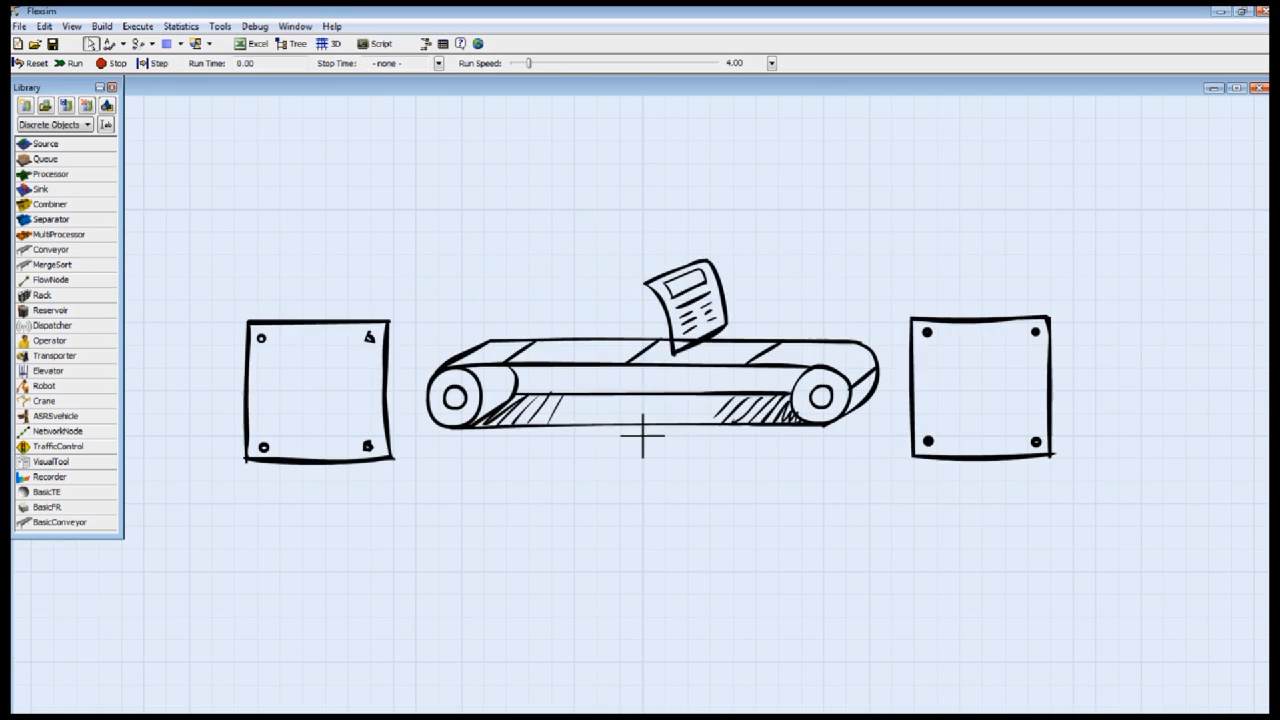 Flexsim
File Edit View Build Execute Statistics Tools Debug Window Help
Excel Tree 3D Script
Reset Run Stop Step Run Time: 0.00 Stop Time: - none - Run Speed: 4.00
Library
Discrete Objects
Source
Queue
Processor
Sink
Combiner
Separator
MultiProcessor
Conveyor
MergeSort
FlowNode
Rack
Reservoir
Dispatcher
Operator
Transporter
Elevator
Robot
Crane
ASRSvehicle
NetworkNode
TrafficControl
VisualTool
Recorder
BasicTE
BasicFR
BasicConveyor